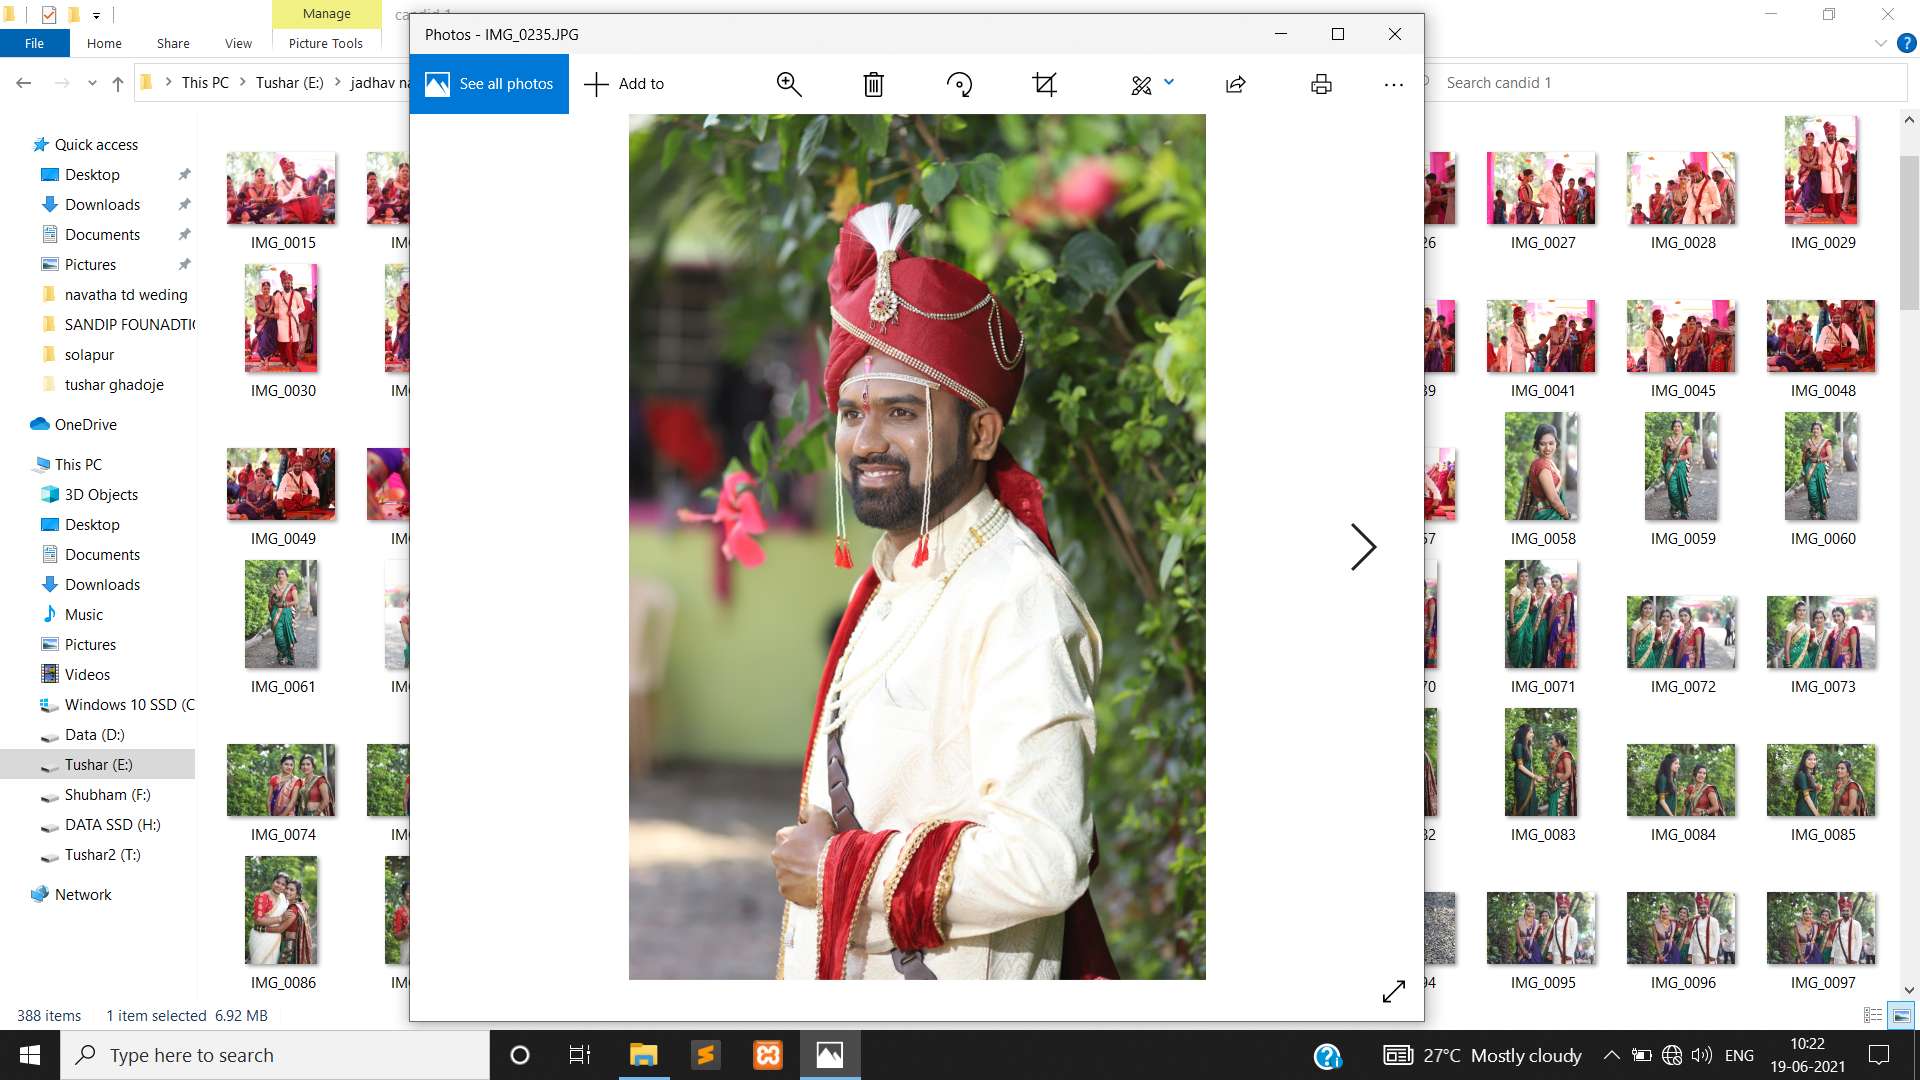 Manage
candid 1
File
Home
Share
View
Picture Tools
Photos - IMG_0235.JPG
This PC
Tushar (E:)
jadhav na
See all photos
Add to
Search candid 1
Quick access
Desktop
Downloads
Documents
Pictures
navatha td weding
SANDIP FOUNADTI
solapur
tushar ghadoje
OneDrive
This PC
3D Objects
Desktop
Documents
Downloads
Music
Pictures
Videos
Windows 10 SSD (C
Data (D:)
Tushar (E:)
Shubham (F:)
DATA SSD (H:)
Tushar2 (T:)
Network
IMG_0015
IM
26
IMG_0027
IMG_0028
IMG_0029
IMG_0030
IM
39
IMG_0041
IMG_0045
IMG_0048
IMG_0049
IM
57
IMG_0058
IMG_0059
IMG_0060
IMG_0061
IM
70
IMG_0071
IMG_0072
IMG_0073
IMG_0074
IM
82
IMG_0083
IMG_0084
IMG_0085
IMG_0086
IM
94
IMG_0095
IMG_0096
IMG_0097
388 items
1 item selected 6.92 MB
Type here to search
27°C Mostly cloudy
ENG
10:22
19-06-2021